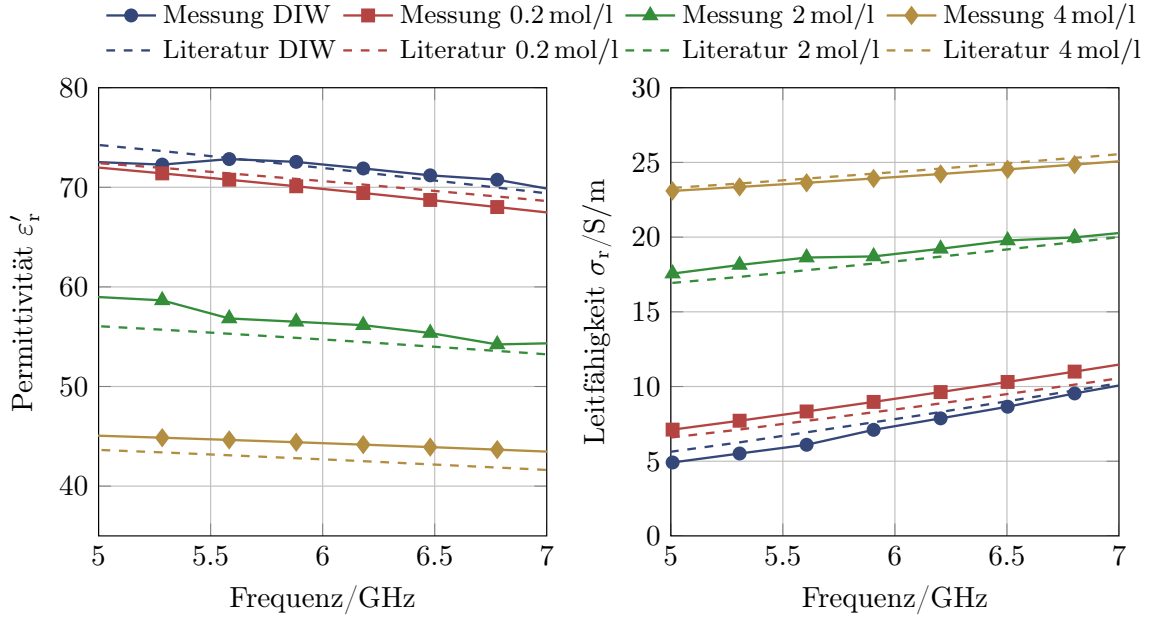 Messung DIW Messung 0.2 mol/l Messung 2 mol/l Messung 4 mol/l
Literatur DIW Literatur 0.2 mol/l Literatur 2 mol/l Literatur 4 mol/l
Permittivität ε′r
80
70
60
50
40
5 5.5 6 6.5 7
Frequenz/GHz
Leitfähigkeit σr/S/m
30
25
20
15
10
5
0
5 5.5 6 6.5 7
Frequenz/GHz